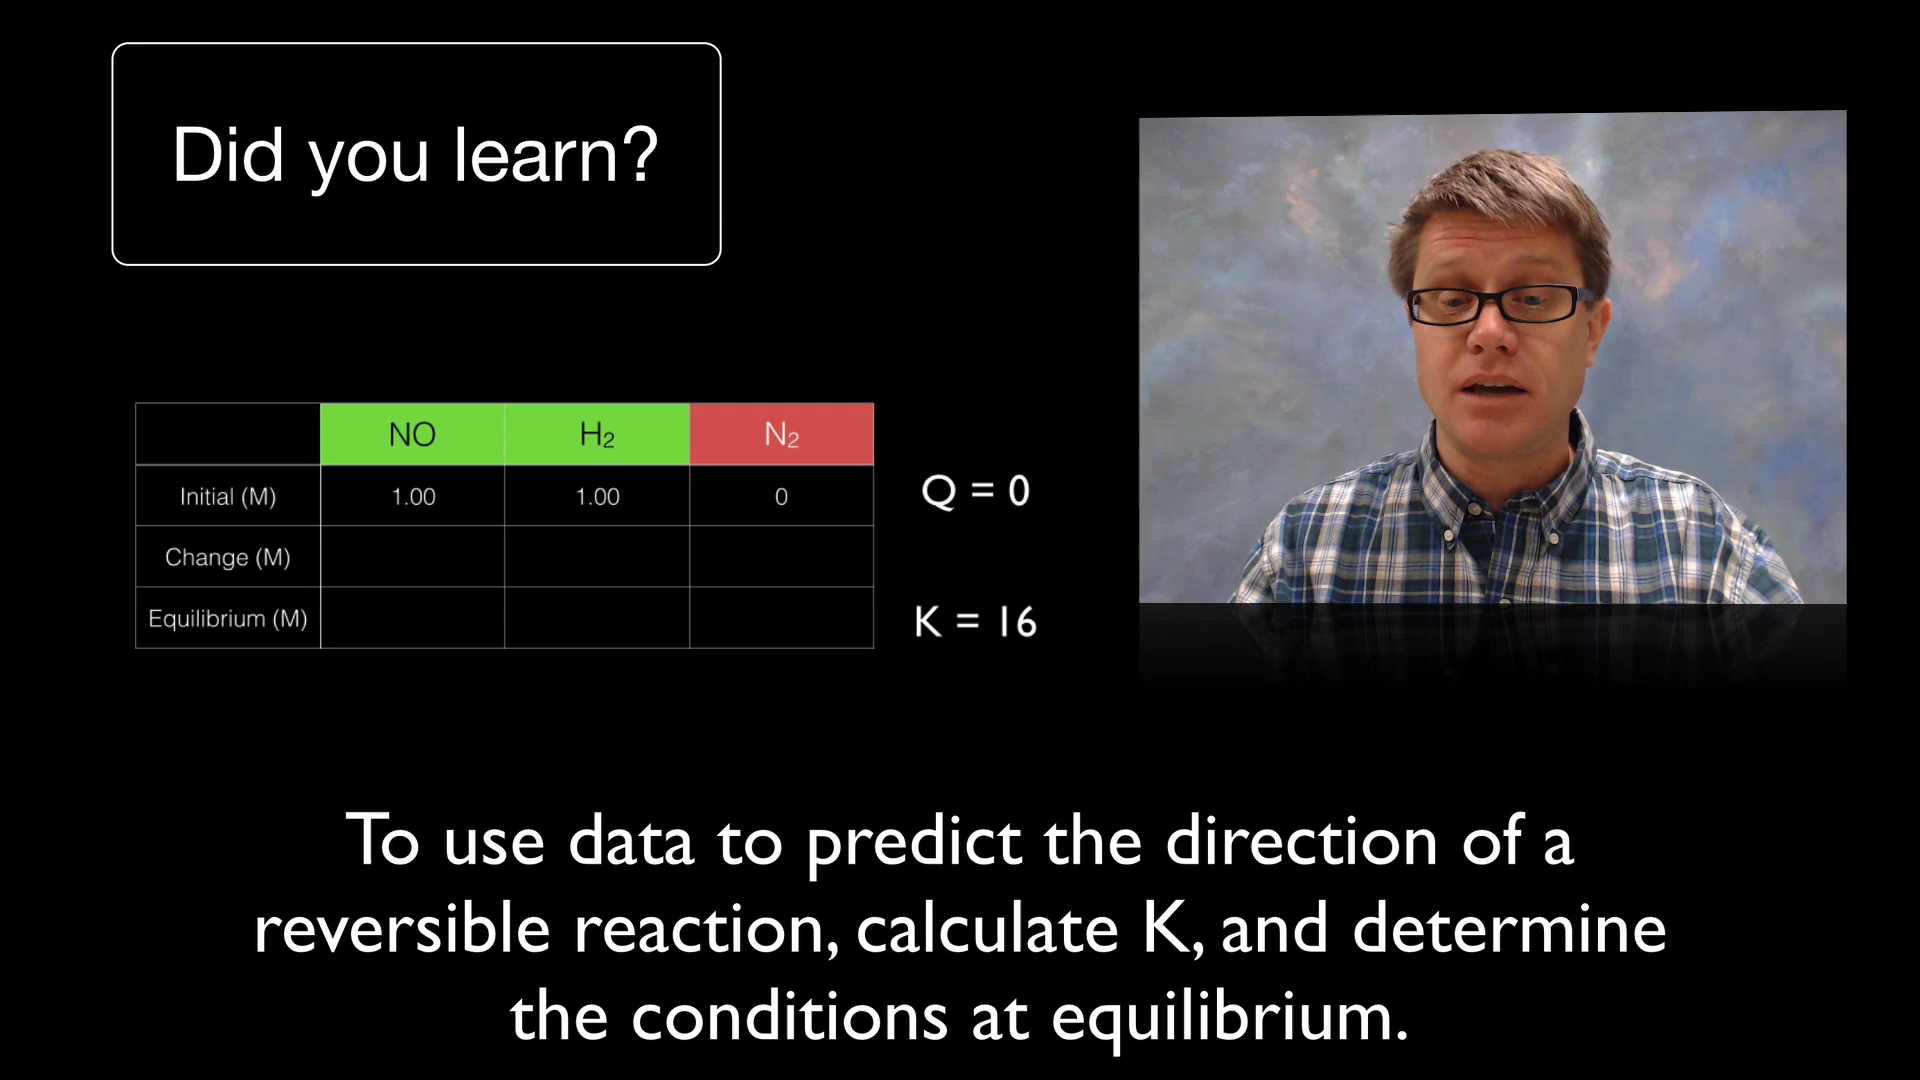 Did you learn?
NO H₂ N₂
Initial (M) 1.00 1.00 0
Q = 0
Change (M)
Equilibrium (M)
K = 16
To use data to predict the direction of a
reversible reaction, calculate K, and determine
the conditions at equilibrium.